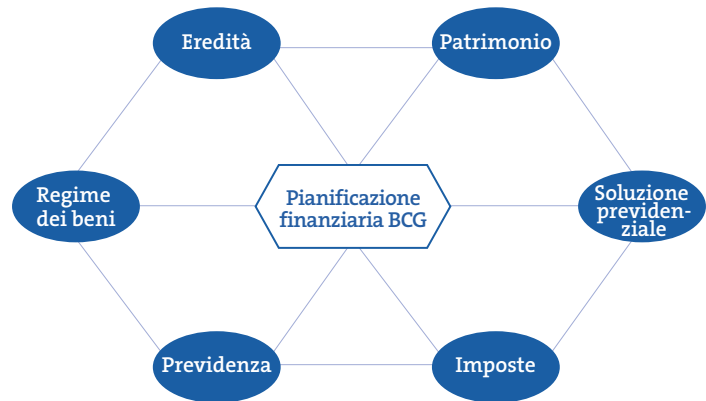 Eredità
Patrimonio
Regime
dei beni
Pianificazione
finanziaria BCG
Soluzione
previden-
ziale
Previdenza
Imposte